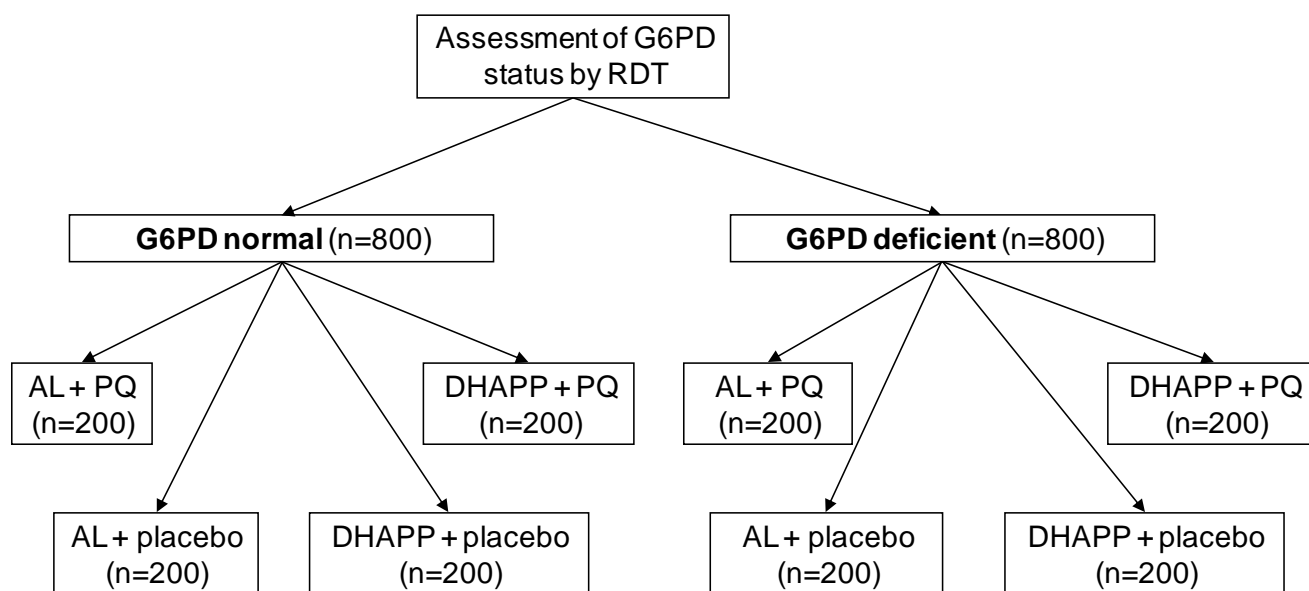 Assessment of G6PD
status by RDT
G6PD normal (n=800)
G6PD deficient (n=800)
AL + PQ
(n=200)
DHAPP + PQ
(n=200)
AL + PQ
(n=200)
DHAPP + PQ
(n=200)
AL + placebo
(n=200)
DHAPP + placebo
(n=200)
AL + placebo
(n=200)
DHAPP + placebo
(n=200)